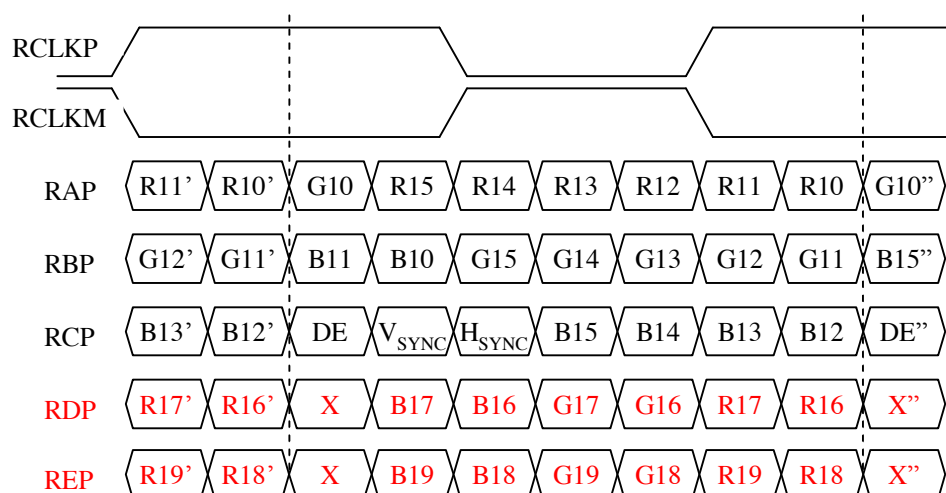 RCLKP
RCLKM
RAP R11’ R10’ G10 R15 R14 R13 R12 R11 R10 G10”
RBP G12’ G11’ B11 B10 G15 G14 G13 G12 G11 B15”
RCP B13’ B12’ DE VSYNC HSYNC B15 B14 B13 B12 DE”
RDP R17’ R16’ X B17 B16 G17 G16 R17 R16 X”
REP R19’ R18’ X B19 B18 G19 G18 R19 R18 X”